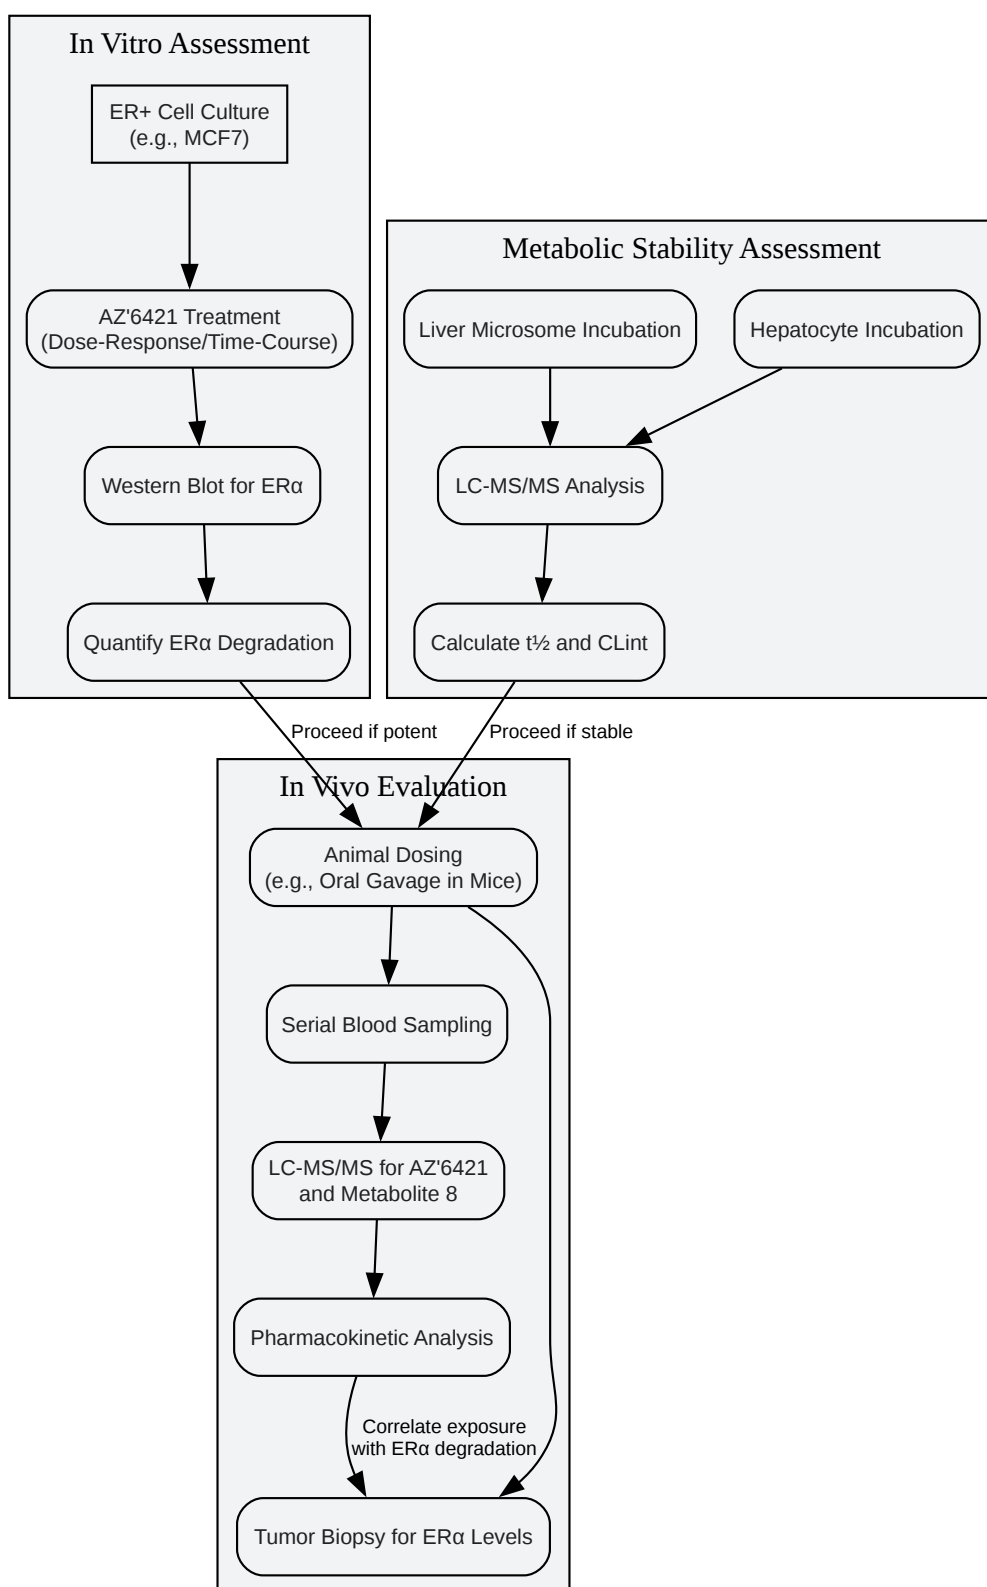 In Vitro Assessment
ER+ Cell Culture
(e.g., MCF7)
AZ'6421 Treatment
(Dose-Response/Time-Course)
Western Blot for ERα
Quantify ERα Degradation
Metabolic Stability Assessment
Liver Microsome Incubation
Hepatocyte Incubation
LC-MS/MS Analysis
Calculate t½ and CLint
Proceed if potent
Proceed if stable
In Vivo Evaluation
Animal Dosing
(e.g., Oral Gavage in Mice)
Serial Blood Sampling
LC-MS/MS for AZ'6421
and Metabolite 8
Pharmacokinetic Analysis
Correlate exposure
with ERα degradation
Tumor Biopsy for ERα Levels